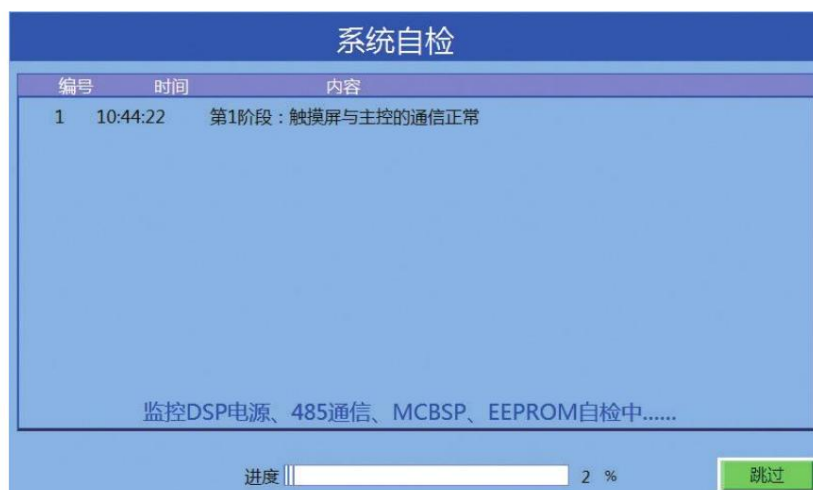 系统自检
编号 时间 内容
1 10:44:22 第1阶段：触摸屏与主控的通信正常
监控DSP电源、485通信、MCBSP、EEPROM自检中......
进度 2 % 跳过